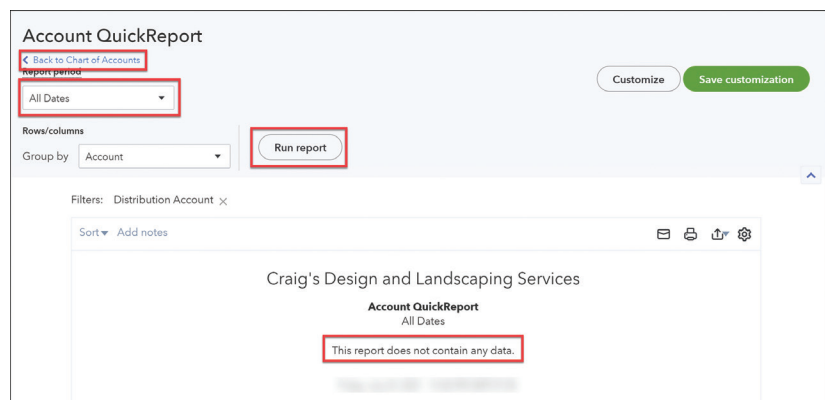 Account QuickReport
Back to Chart of Accounts
Report period
All Dates
Customize
Save customization
Rows/columns
Group by Account
Run report
Filters: Distribution Account
Sort Add notes
Craig's Design and Landscaping Services
Account QuickReport
All Dates
This report does not contain any data.